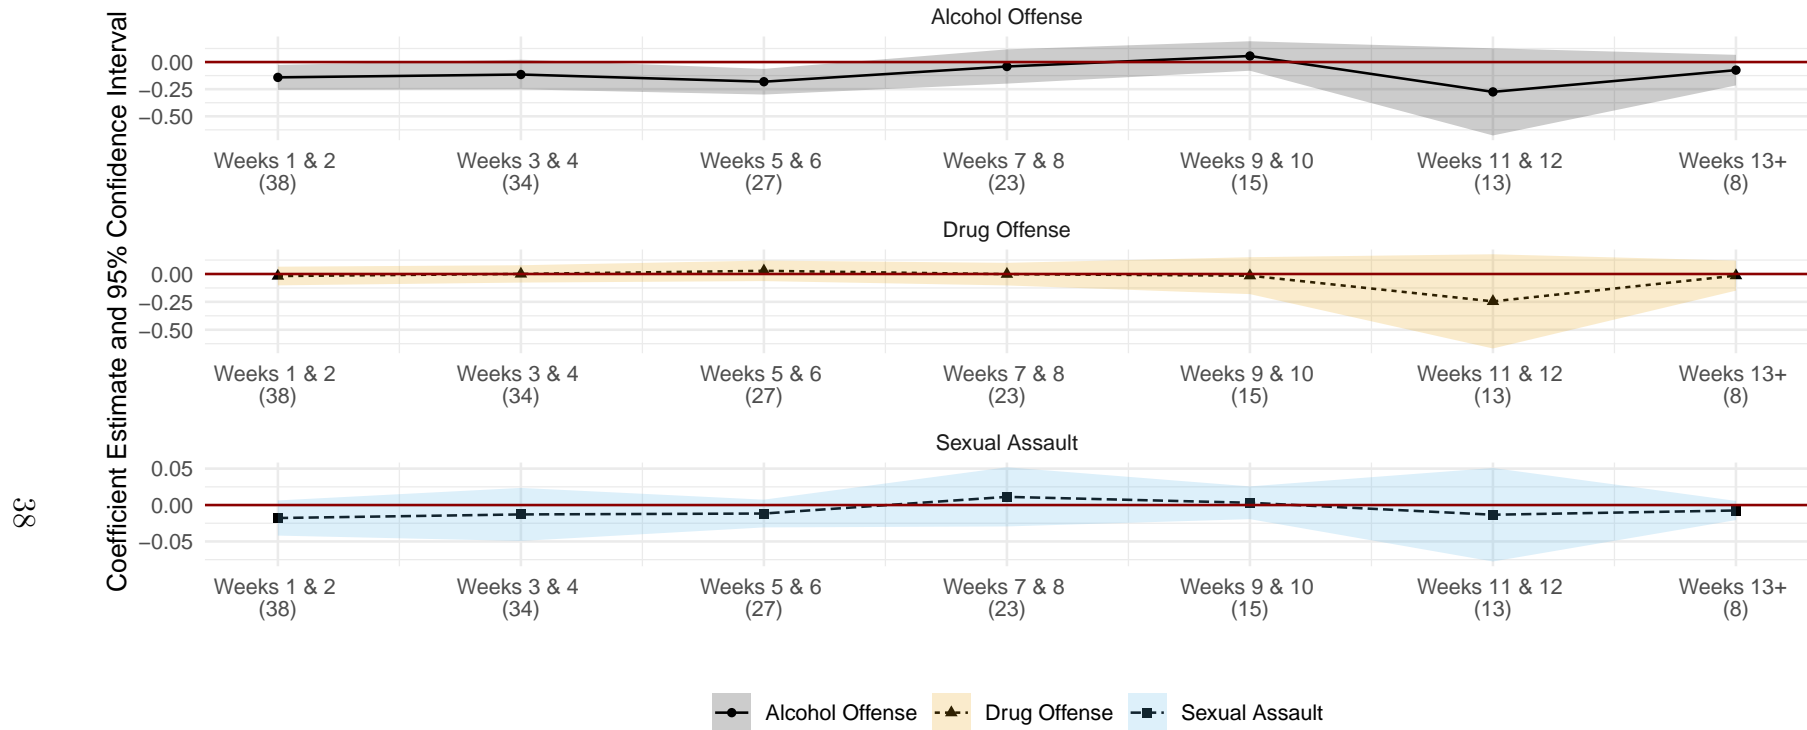 Coefficient Estimate and 95% Confidence Interval
Alcohol Offense
0.00
−0.25
−0.50
Weeks 1 & 2 Weeks 3 & 4 Weeks 5 & 6 Weeks 7 & 8 Weeks 9 & 10 Weeks 11 & 12 Weeks 13+
(38) (34) (27) (23) (15) (13) (8)
Drug Offense
0.00
−0.25
−0.50
Weeks 1 & 2 Weeks 3 & 4 Weeks 5 & 6 Weeks 7 & 8 Weeks 9 & 10 Weeks 11 & 12 Weeks 13+
(38) (34) (27) (23) (15) (13) (8)
Sexual Assault
0.05
0.00
−0.05
Weeks 1 & 2 Weeks 3 & 4 Weeks 5 & 6 Weeks 7 & 8 Weeks 9 & 10 Weeks 11 & 12 Weeks 13+
(38) (34) (27) (23) (15) (13) (8)
Alcohol Offense Drug Offense Sexual Assault
38